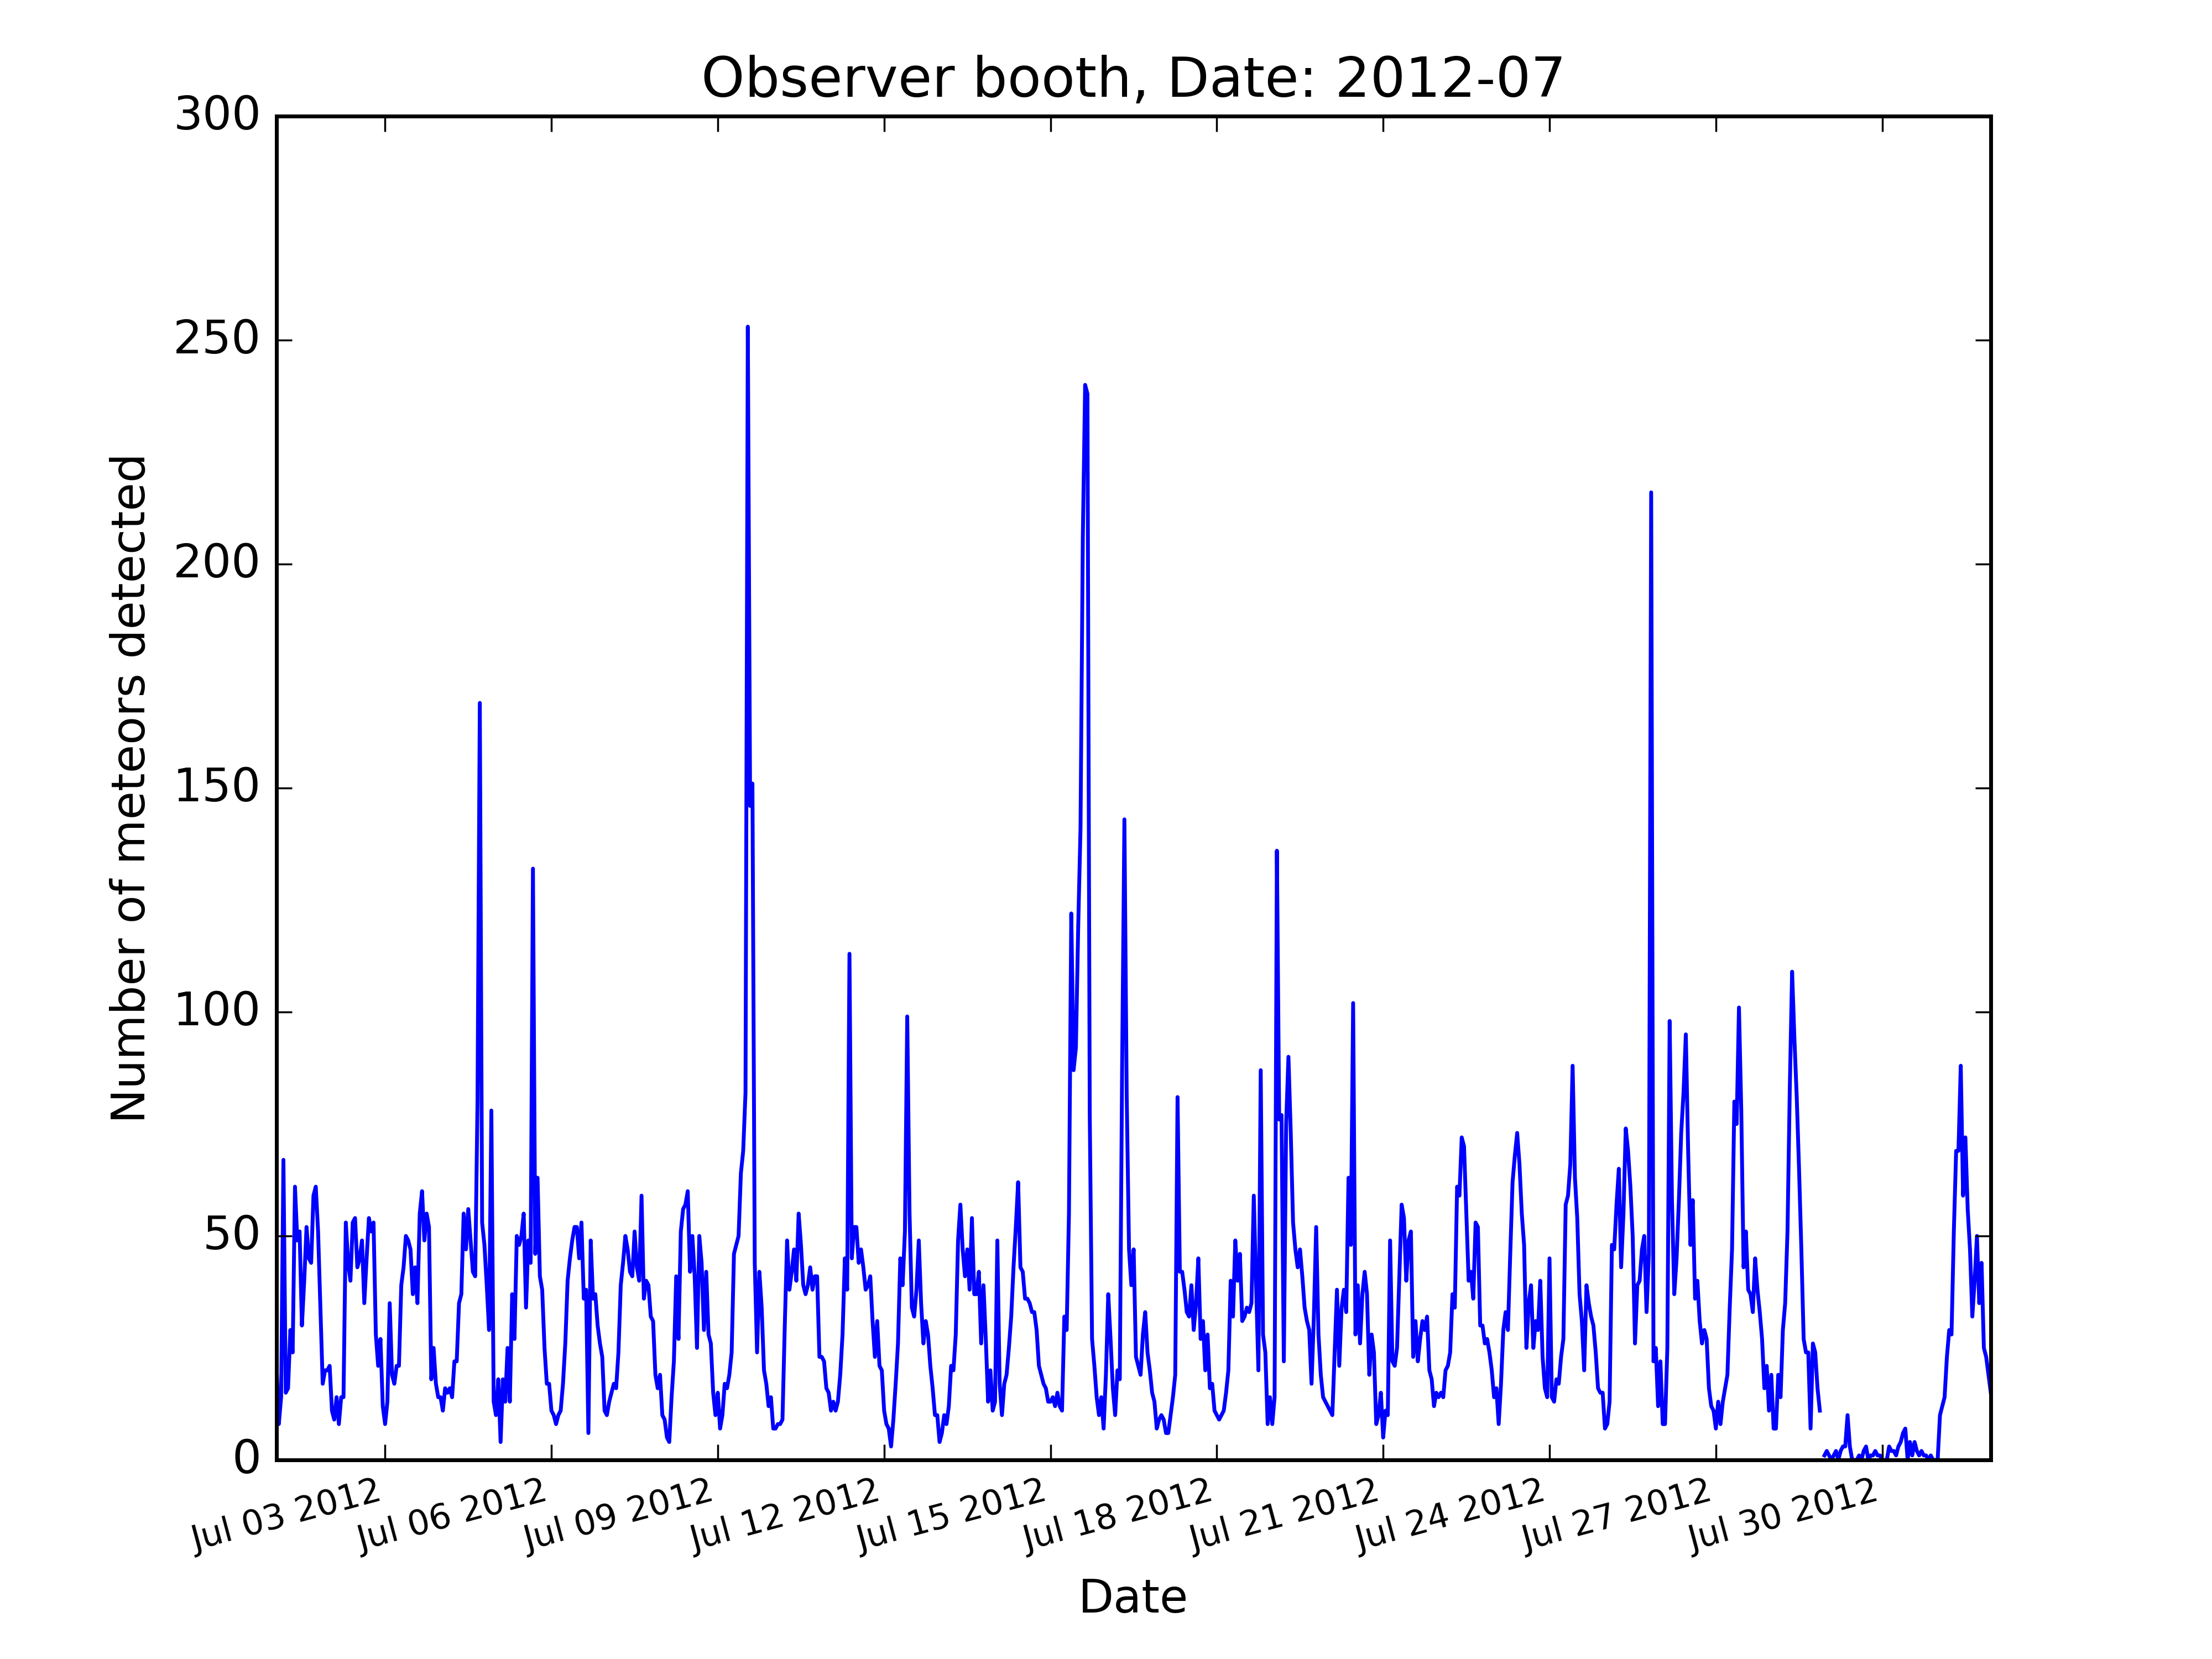 Observer booth, Date: 2012-07
300
250
200
150
100
50
0
Number of meteors detected
Jul 03 2012
Jul 06 2012
Jul 09 2012
Jul 12 2012
Jul 15 2012
Jul 18 2012
Jul 21 2012
Jul 24 2012
Jul 27 2012
Jul 30 2012
Date